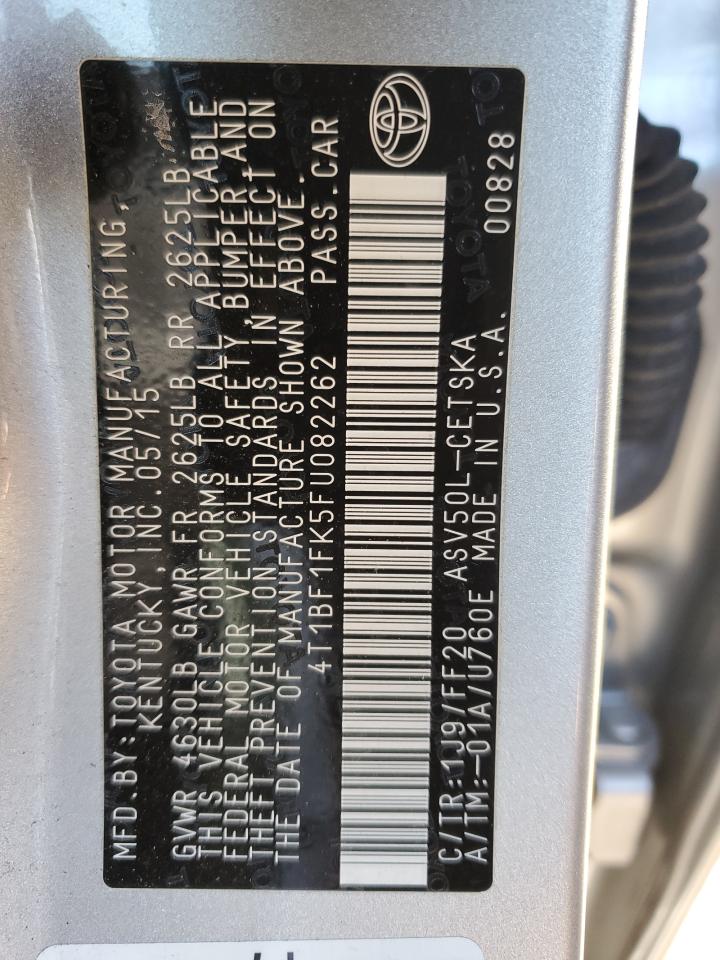 MFD.BY:TOYOTA MOTOR MANUFACTURING,
KENTUCKY,INC.05/15
GVWR 4630LB GAWR FR 2625LB RR 2625LB
THIS VEHICLE CONFORMS TO ALL APPLICABLE
FEDERAL MOTOR VEHICLE SAFETY,BUMPER,AND
THEFT PREVENTION STANDARDS IN EFFECT ON
THE DATE OF MANUFACTURE SHOWN ABOVE.
4T1BF1FK5FU082262 PASS.CAR
C/TR:1J9/FF20 ASV50L-CETSKA 00828
A/TM:-01A/U760E MADE IN U.S.A.